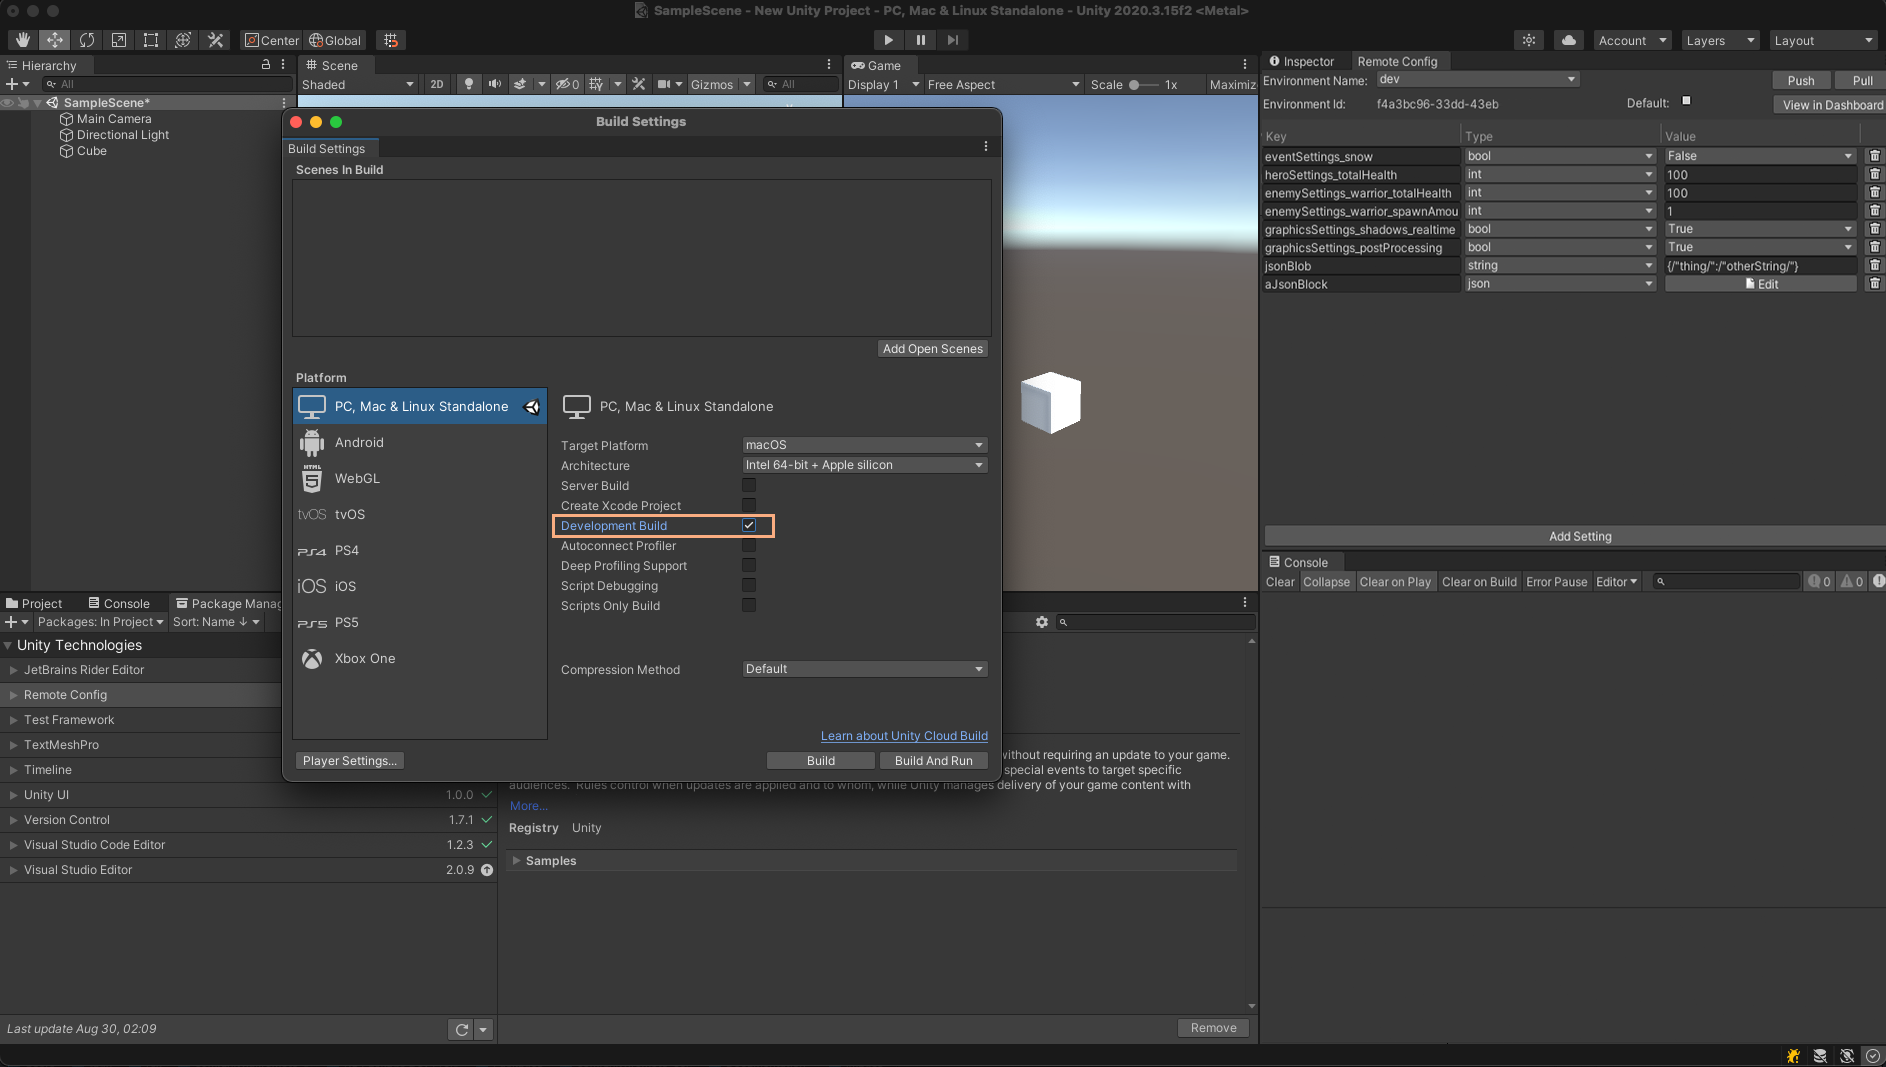 SampleScene - New Unity Project - PC, Mac & Linux Standalone - Unity 2020.3.15f2 <Metal>
Center Global
Account Layers Layout
Hierarchy
All
SampleScene*
Main Camera
Directional Light
Cube
Scene
Shaded 2D 0 Gizmos All
Game
Display 1 Free Aspect Scale 1x Maximiz
Inspector Remote Config
Environment Name: dev Push Pull
Environment Id: f4a3bc96-33dd-43eb Default: View in Dashboard
Key Type Value
eventSettings_snow bool False
heroSettings_totalHealth int 100
enemySettings_warrior_totalHealth int 100
enemySettings_warrior_spawnAmou int 1
graphicsSettings_shadows_realtime bool True
graphicsSettings_postProcessing bool True
jsonBlob string {/"thing/":/"otherString/"}
aJsonBlock json Edit
Add Setting
Console
Clear Collapse Clear on Play Clear on Build Error Pause Editor 0 0
Build Settings
Build Settings
Scenes In Build
Add Open Scenes
Platform
PC, Mac & Linux Standalone
Android
HTML
5
WebGL
tvOS tvOS
PS4 PS4
iOS iOS
PS5 PS5
Xbox One
PC, Mac & Linux Standalone
Target Platform macOS
Architecture Intel 64-bit + Apple silicon
Server Build
Create Xcode Project
Development Build
Autoconnect Profiler
Deep Profiling Support
Script Debugging
Scripts Only Build
Compression Method Default
Learn about Unity Cloud Build
Player Settings... Build Build And Run
Project Console Package Manag
Packages: In Project Sort: Name ↓
Unity Technologies
JetBrains Rider Editor
Remote Config
Test Framework
TextMeshPro
Timeline
Unity UI 1.0.0
Version Control 1.7.1
Visual Studio Code Editor 1.2.3
Visual Studio Editor 2.0.9
ithout requiring an update to your game.
special events to target specific
audiences. Rules control when updates are applied and to whom, while Unity manages delivery of your game content with
More...
Registry Unity
Samples
Last update Aug 30, 02:09
Remove